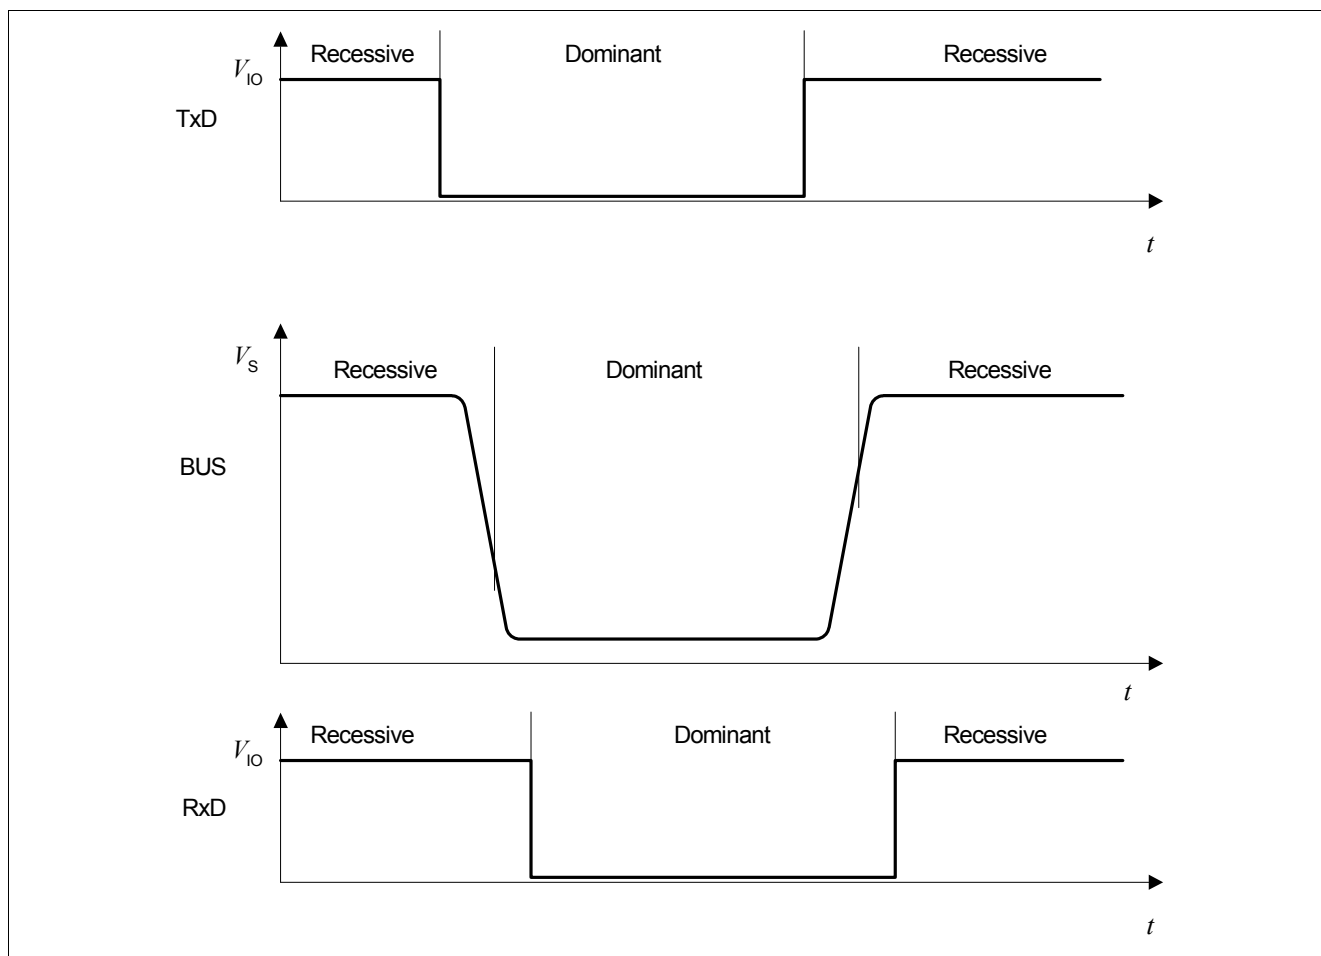 Recessive Dominant Recessive
VIO
TxD
t
VS
Recessive Dominant Recessive
BUS
t
Recessive Dominant Recessive
VIO
RxD
t